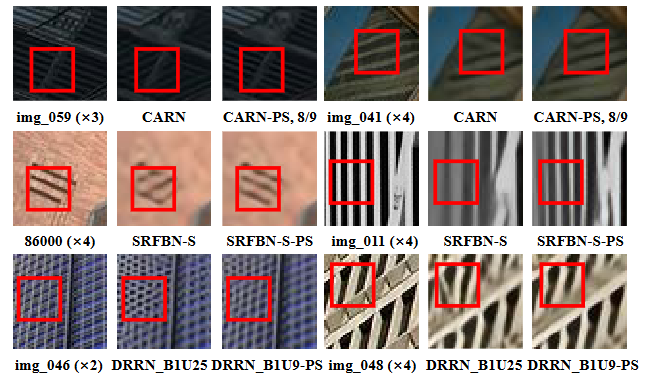 img_059 (×3) CARN CARN-PS, 8/9 img_041 (×4) CARN CARN-PS, 8/9
86000 (×4) SRFBN-S SRFBN-S-PS img_011 (×4) SRFBN-S SRFBN-S-PS
img_046 (×2) DRRN_B1U25 DRRN_B1U9-PS img_048 (×4) DRRN_B1U25 DRRN_B1U9-PS